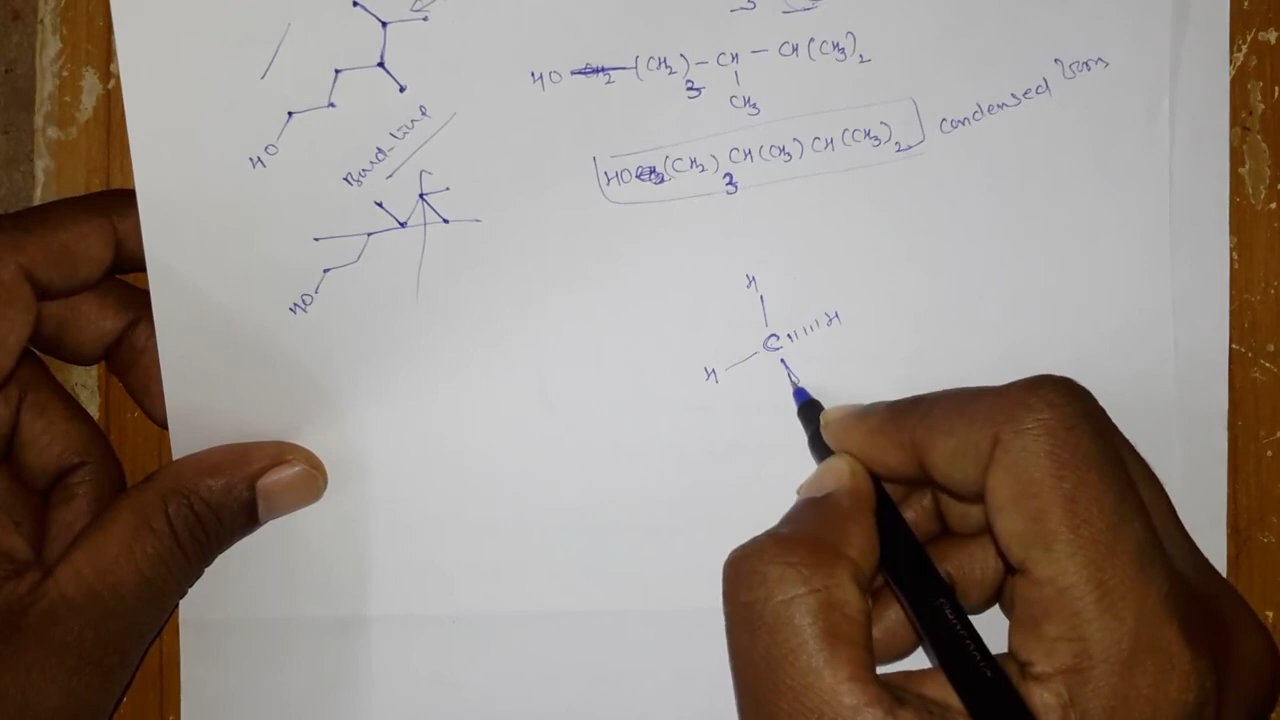 HO CH2 -(CH2)3 - CH - CH(CH3)2
CH3
HO(CH2)3 CH(CH3) CH(CH3)2
condensed form
HO
Bond-line
HO
H
C H
H